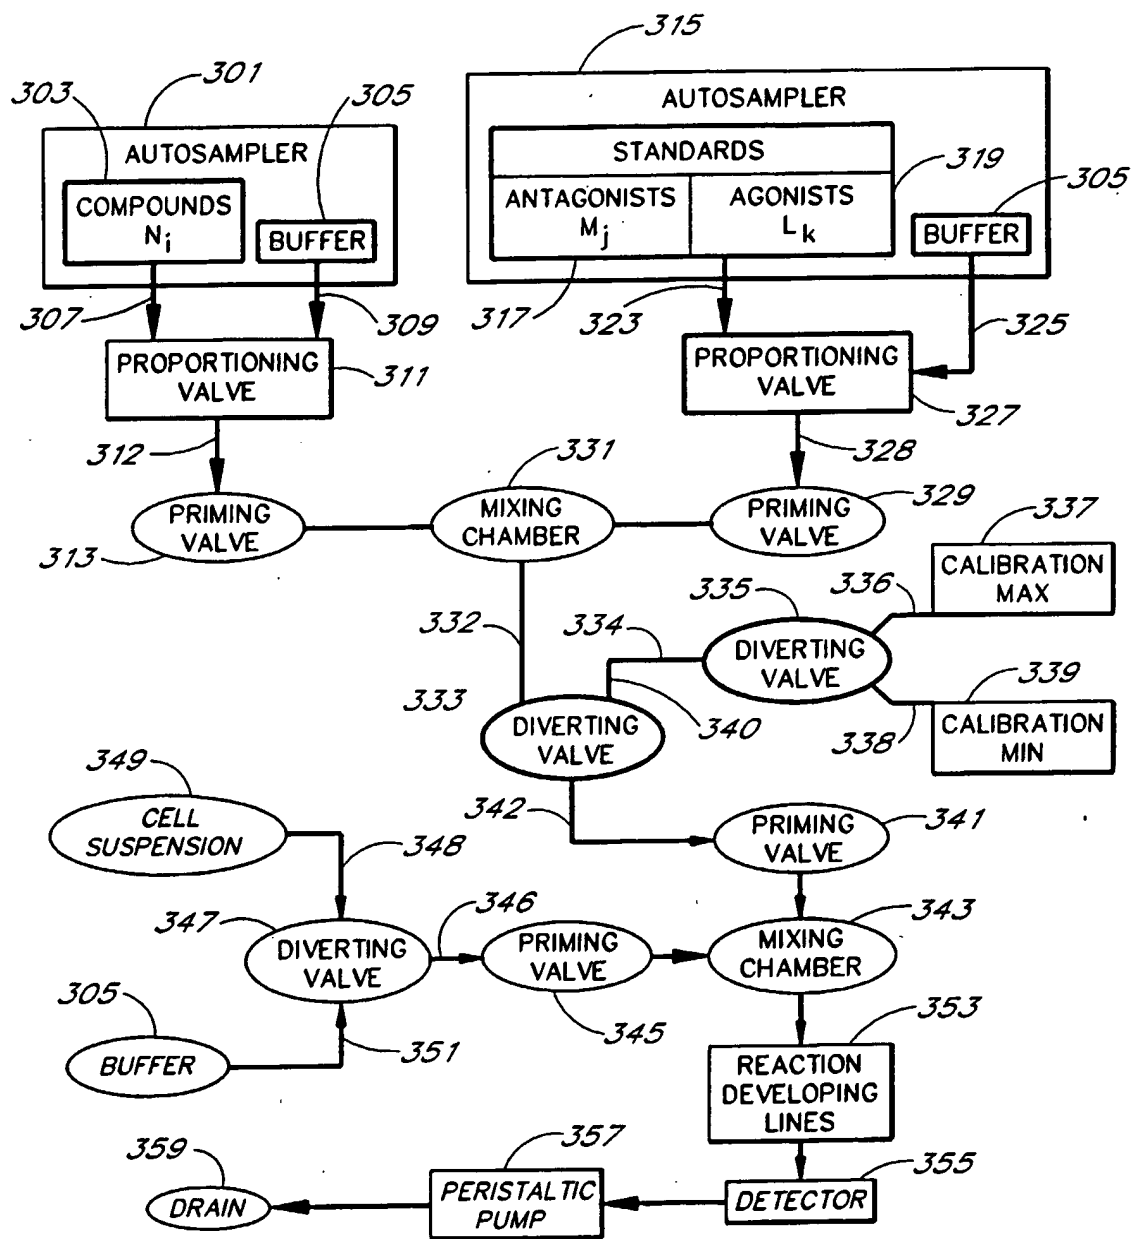 315
301
303
305
AUTOSAMPLER
AUTOSAMPLER
STANDARDS
319
305
COMPOUNDS
Ni
BUFFER
ANTAGONISTS
Mj
AGONISTS
Lk
BUFFER
307
309
317
323
325
PROPORTIONING
VALVE
311
PROPORTIONING
VALVE
327
312
331
328
329
PRIMING
VALVE
MIXING
CHAMBER
PRIMING
VALVE
313
337
335
336
CALIBRATION
MAX
332
334
DIVERTING
VALVE
339
333
340
338
CALIBRATION
MIN
DIVERTING
VALVE
349
342
341
CELL
SUSPENSION
PRIMING
VALVE
348
347
346
343
DIVERTING
VALVE
PRIMING
VALVE
MIXING
CHAMBER
305
345
353
351
BUFFER
REACTION
DEVELOPING
LINES
359
357
355
DRAIN
PERISTALTIC
PUMP
DETECTOR